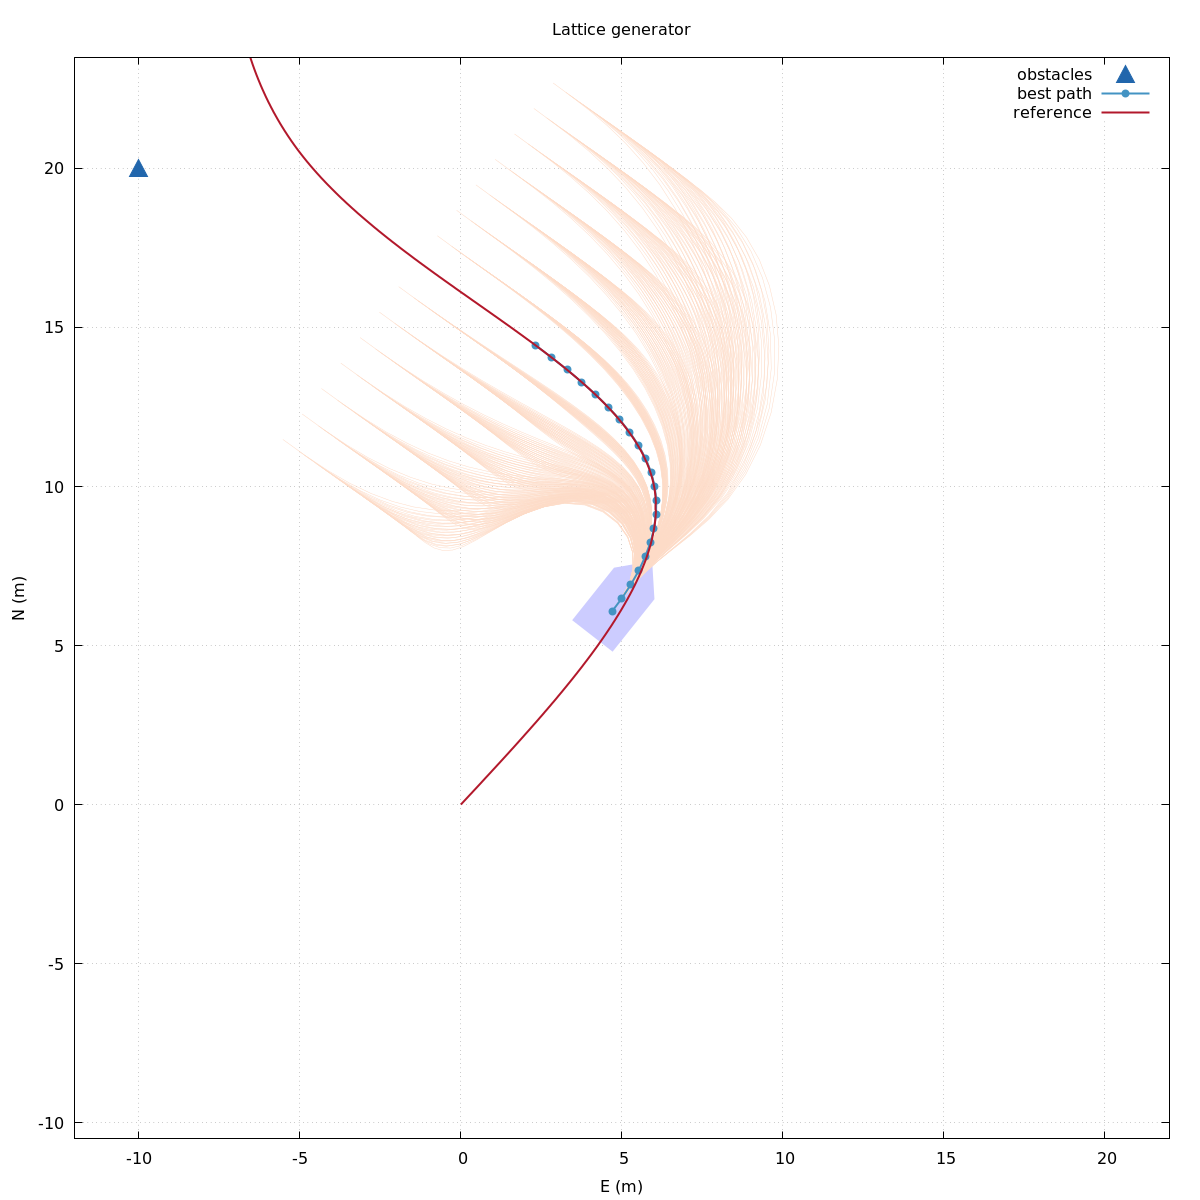 Lattice generator
obstacles
best path
reference
20
15
10
5
0
-5
-10
N (m)
-10 -5 0 5 10 15 20
E (m)